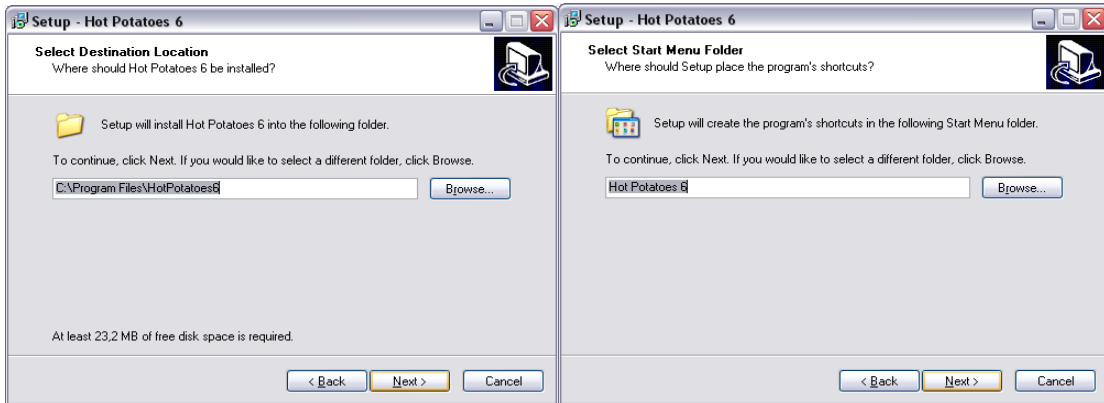 Setup - Hot Potatoes 6
Select Destination Location
Where should Hot Potatoes 6 be installed?
Setup will install Hot Potatoes 6 into the following folder.
To continue, click Next. If you would like to select a different folder, click Browse.
C:\Program Files\HotPotatoes6
Browse...
At least 23,2 MB of free disk space is required.
< Back
Next >
Cancel
Setup - Hot Potatoes 6
Select Start Menu Folder
Where should Setup place the program's shortcuts?
Setup will create the program's shortcuts in the following Start Menu folder.
To continue, click Next. If you would like to select a different folder, click Browse.
Hot Potatoes 6
Browse...
< Back
Next >
Cancel